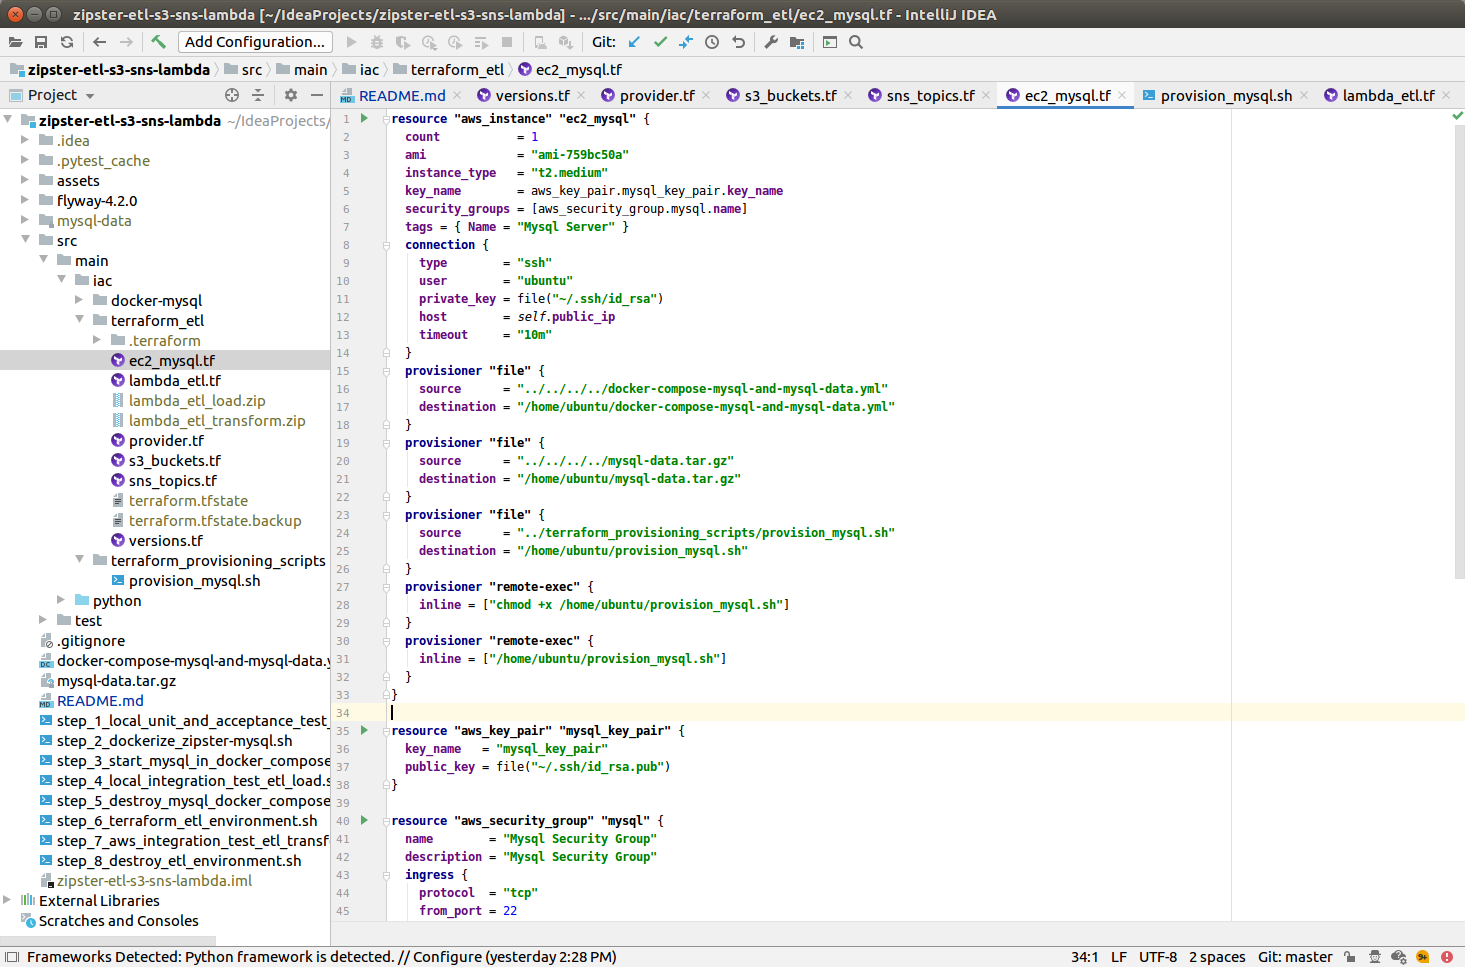 zipster-etl-s3-sns-lambda [~/IdeaProjects/zipster-etl-s3-sns-lambda] - .../src/main/iac/terraform_etl/ec2_mysql.tf - IntelliJ IDEA
Add Configuration...
Git:
zipster-etl-s3-sns-lambda src main iac terraform_etl ec2_mysql.tf
Project
README.md versions.tf provider.tf s3_buckets.tf sns_topics.tf ec2_mysql.tf provision_mysql.sh lambda_etl.tf
zipster-etl-s3-sns-lambda ~/IdeaProjects/
.idea
.pytest_cache
assets
flyway-4.2.0
mysql-data
src
main
iac
docker-mysql
terraform_etl
.terraform
ec2_mysql.tf
lambda_etl.tf
lambda_etl_load.zip
lambda_etl_transform.zip
provider.tf
s3_buckets.tf
sns_topics.tf
terraform.tfstate
terraform.tfstate.backup
versions.tf
terraform_provisioning_scripts
provision_mysql.sh
python
test
.gitignore
docker-compose-mysql-and-mysql-data.y
mysql-data.tar.gz
README.md
step_1_local_unit_and_acceptance_test_
step_2_dockerize_zipster-mysql.sh
step_3_start_mysql_in_docker_compose
step_4_local_integration_test_etl_load.s
step_5_destroy_mysql_docker_compose
step_6_terraform_etl_environment.sh
step_7_aws_integration_test_etl_transf
step_8_destroy_etl_environment.sh
zipster-etl-s3-sns-lambda.iml
External Libraries
Scratches and Consoles
1 resource "aws_instance" "ec2_mysql" {
2 count = 1
3 ami = "ami-759bc50a"
4 instance_type = "t2.medium"
5 key_name = aws_key_pair.mysql_key_pair.key_name
6 security_groups = [aws_security_group.mysql.name]
7 tags = { Name = "Mysql Server" }
8 connection {
9 type = "ssh"
10 user = "ubuntu"
11 private_key = file("~/.ssh/id_rsa")
12 host = self.public_ip
13 timeout = "10m"
14 }
15 provisioner "file" {
16 source = "../../../../docker-compose-mysql-and-mysql-data.yml"
17 destination = "/home/ubuntu/docker-compose-mysql-and-mysql-data.yml"
18 }
19 provisioner "file" {
20 source = "../../../../mysql-data.tar.gz"
21 destination = "/home/ubuntu/mysql-data.tar.gz"
22 }
23 provisioner "file" {
24 source = "../terraform_provisioning_scripts/provision_mysql.sh"
25 destination = "/home/ubuntu/provision_mysql.sh"
26 }
27 provisioner "remote-exec" {
28 inline = ["chmod +x /home/ubuntu/provision_mysql.sh"]
29 }
30 provisioner "remote-exec" {
31 inline = ["/home/ubuntu/provision_mysql.sh"]
32 }
33 }
34
35 resource "aws_key_pair" "mysql_key_pair" {
36 key_name = "mysql_key_pair"
37 public_key = file("~/.ssh/id_rsa.pub")
38 }
39
40 resource "aws_security_group" "mysql" {
41 name = "Mysql Security Group"
42 description = "Mysql Security Group"
43 ingress {
44 protocol = "tcp"
45 from_port = 22
Frameworks Detected: Python framework is detected. // Configure (yesterday 2:28 PM)
34:1 LF UTF-8 2 spaces Git: master 9+